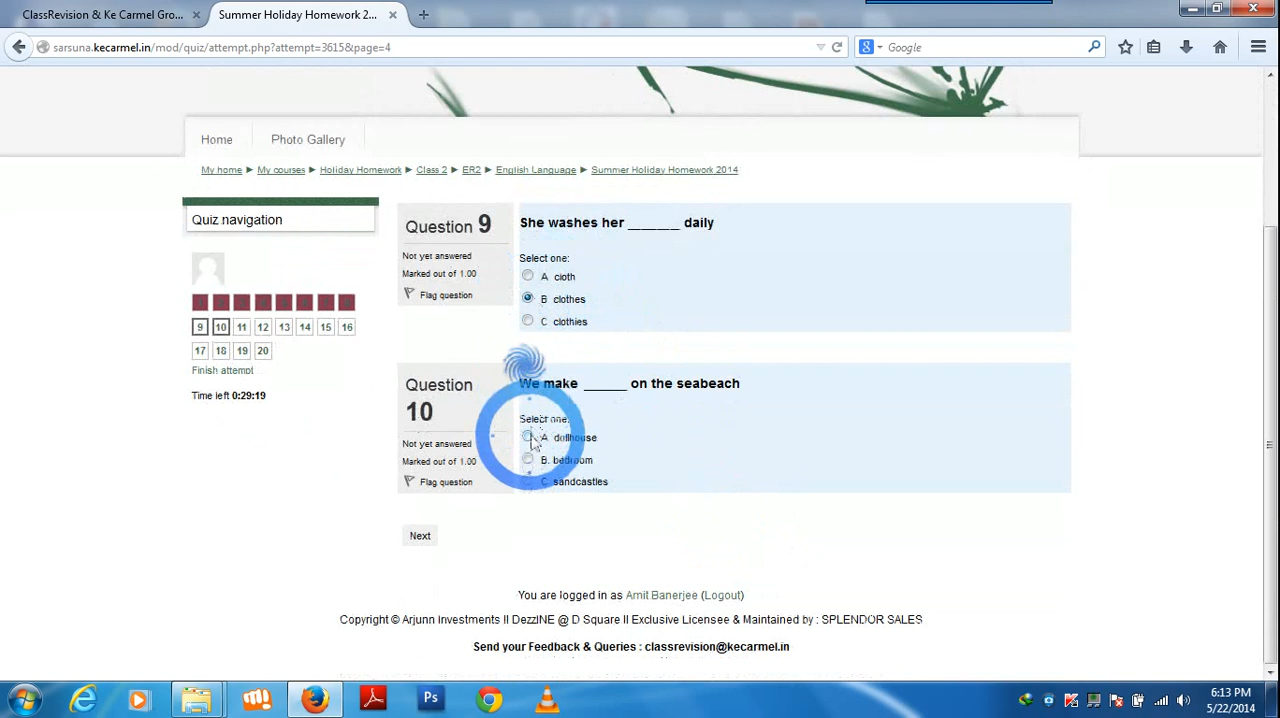 ClassRevision & Ke Carmel Gro...
Summer Holiday Homework 2...
sarsuna.kecarmel.in/mod/quiz/attempt.php?attempt=3615&page=4
Google
Home
Photo Gallery
My home ► My courses ► Holiday Homework ► Class 2 ► ER2 ► English Language ► Summer Holiday Homework 2014
Quiz navigation
9 10 11 12 13 14 15 16
17 18 19 20
Finish attempt
Time left 0:29:19
Question 9
Not yet answered
Marked out of 1.00
Flag question
She washes her _______ daily
Select one:
A. cloth
B. clothes
C. clothies
Question 10
Not yet answered
Marked out of 1.00
Flag question
We make ______ on the seabeach
Select one:
A. dollhouse
B. bedroom
C. sandcastles
Next
You are logged in as Amit Banerjee (Logout)
Copyright © Arjunn Investments II DezzINE @ D Square II Exclusive Licensee & Maintained by : SPLENDOR SALES
Send your Feedback & Queries : classrevision@kecarmel.in
Ps
6:13 PM
5/22/2014